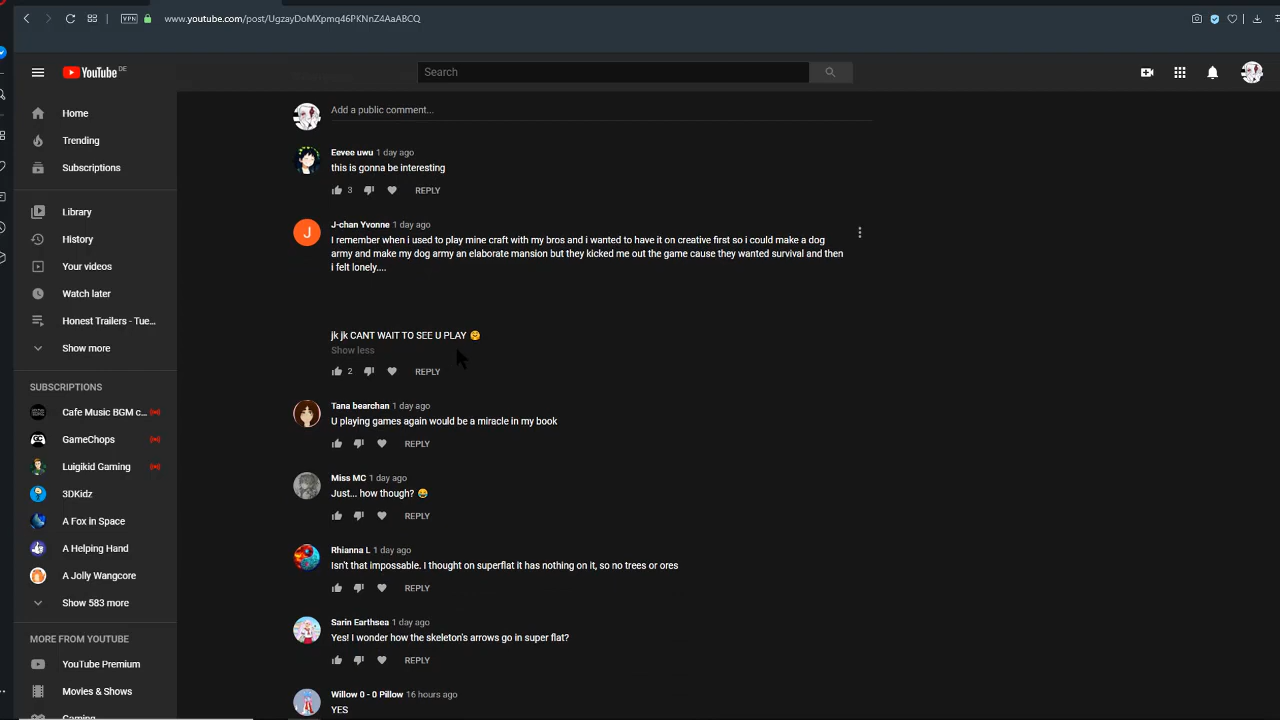 VPN
www.youtube.com/post/UgzayDoMXpmq46PKNnZ4AaABCQ
YouTube DE
Search
Home
Trending
Subscriptions
Library
History
Your videos
Watch later
Honest Trailers - Tue...
Show more
SUBSCRIPTIONS
Cafe Music BGM c...
GameChops
Luigikid Gaming
3DKidz
A Fox in Space
A Helping Hand
A Jolly Wangcore
Show 583 more
MORE FROM YOUTUBE
YouTube Premium
Movies & Shows
Gaming
Add a public comment...
Eevee uwu 1 day ago
this is gonna be interesting
3 REPLY
J
J-chan Yvonne 1 day ago
I remember when i used to play mine craft with my bros and i wanted to have it on creative first so i could make a dog
army and make my dog army an elaborate mansion but they kicked me out the game cause they wanted survival and then
i felt lonely....
jk jk CANT WAIT TO SEE U PLAY
Show less
2 REPLY
Tana bearchan 1 day ago
U playing games again would be a miracle in my book
REPLY
Miss MC 1 day ago
Just... how though? 😂
REPLY
Rhianna L 1 day ago
Isn't that impossable. I thought on superflat it has nothing on it, so no trees or ores
REPLY
Sarin Earthsea 1 day ago
Yes! I wonder how the skeleton's arrows go in super flat?
REPLY
Willow 0 - 0 Pillow 16 hours ago
YES